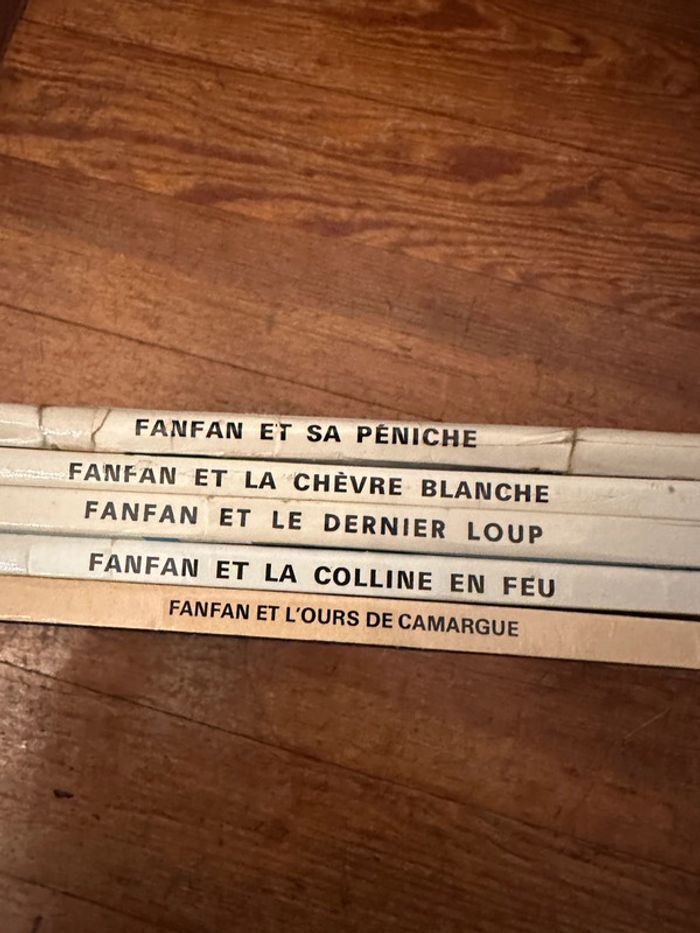 FANFAN ET SA PÉNICHE
FANFAN ET LA CHÈVRE BLANCHE
FANFAN ET LE DERNIER LOUP
FANFAN ET LA COLLINE EN FEU
FANFAN ET L'OURS DE CAMARGUE